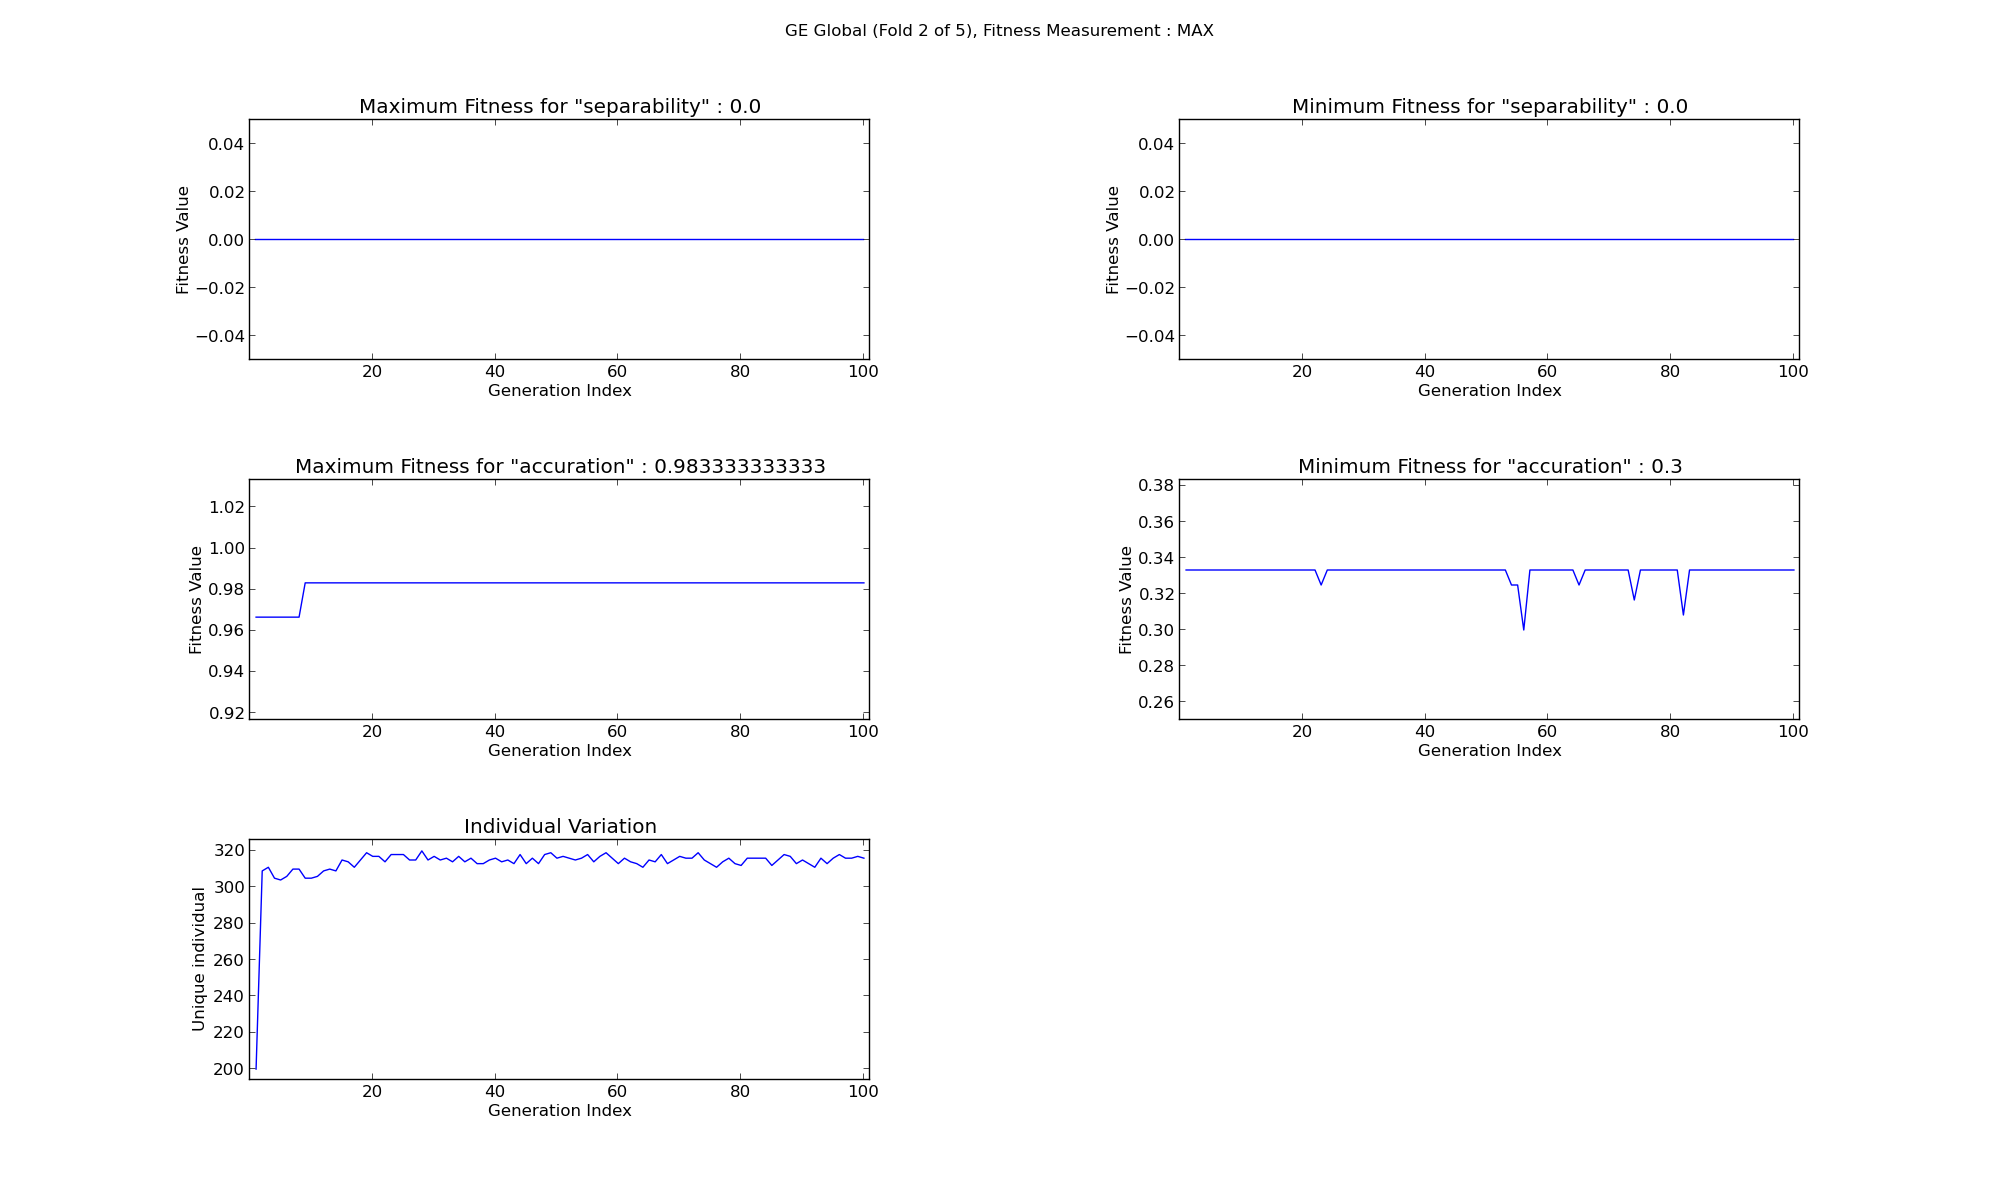 GE Global (Fold 2 of 5), Fitness Measurement : MAX
Maximum Fitness for "separability" : 0.0
0.04
0.02
0.00
−0.02
−0.04
Fitness Value
20 40 60 80 100
Generation Index
Minimum Fitness for "separability" : 0.0
0.04
0.02
0.00
−0.02
−0.04
Fitness Value
20 40 60 80 100
Generation Index
Maximum Fitness for "accuration" : 0.983333333333
1.02
1.00
0.98
0.96
0.94
0.92
Fitness Value
20 40 60 80 100
Generation Index
Minimum Fitness for "accuration" : 0.3
0.38
0.36
0.34
0.32
0.30
0.28
0.26
Fitness Value
20 40 60 80 100
Generation Index
Individual Variation
320
300
280
260
240
220
200
Unique individual
20 40 60 80 100
Generation Index